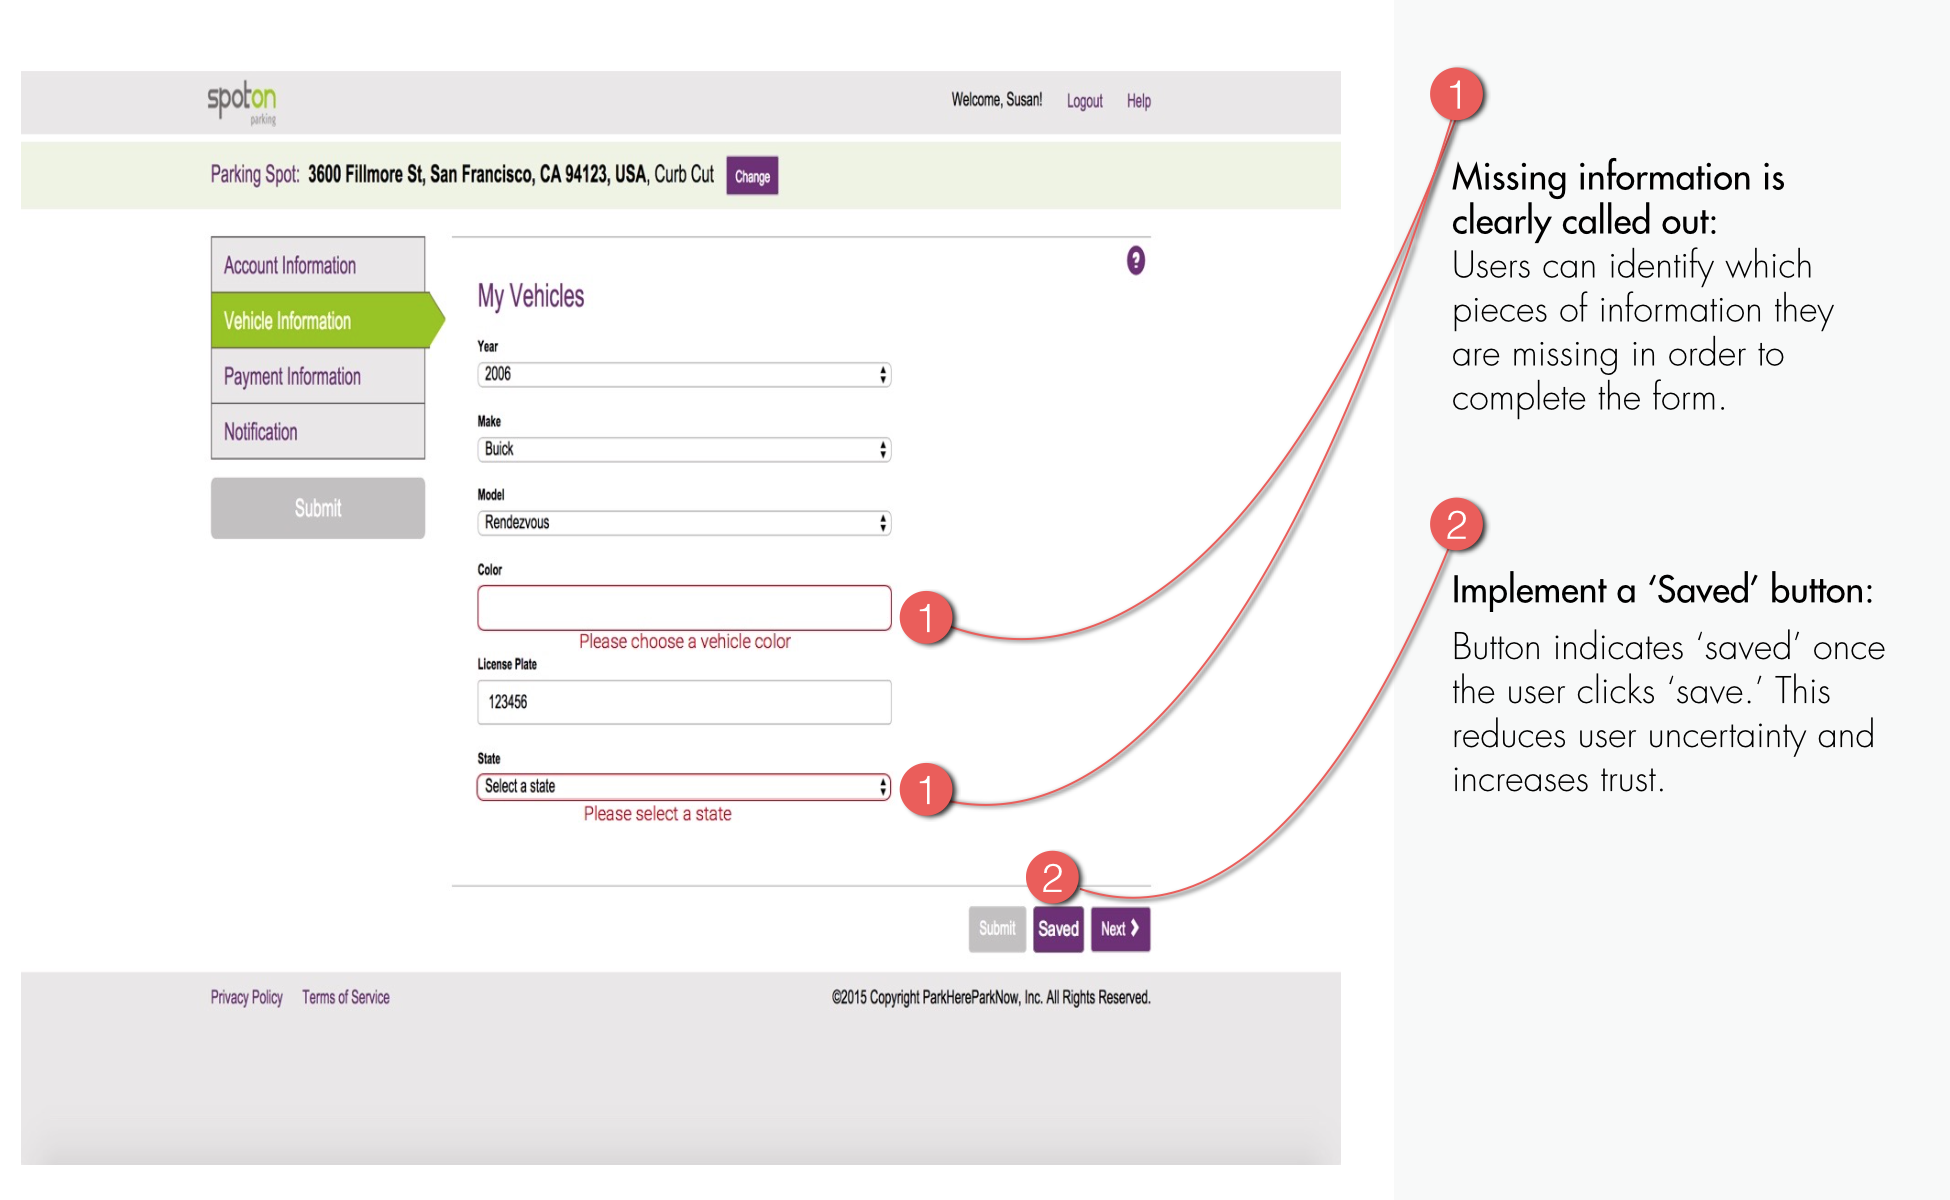 spoton
parking
Welcome, Susan! Logout Help
Parking Spot: 3600 Fillmore St, San Francisco, CA 94123, USA, Curb Cut Change
Account Information
Vehicle Information
Payment Information
Notification
Submit
?
My Vehicles
Year
2006
Make
Buick
Model
Rendezvous
Color
1
Please choose a vehicle color
License Plate
123456
State
Select a state
1
Please select a state
2
Submit Saved Next ❯
Privacy Policy Terms of Service
©2015 Copyright ParkHereParkNow, Inc. All Rights Reserved.
1
Missing information is
clearly called out:
Users can identify which
pieces of information they
are missing in order to
complete the form.
2
Implement a ‘Saved’ button:
Button indicates ‘saved’ once
the user clicks ‘save.’ This
reduces user uncertainty and
increases trust.